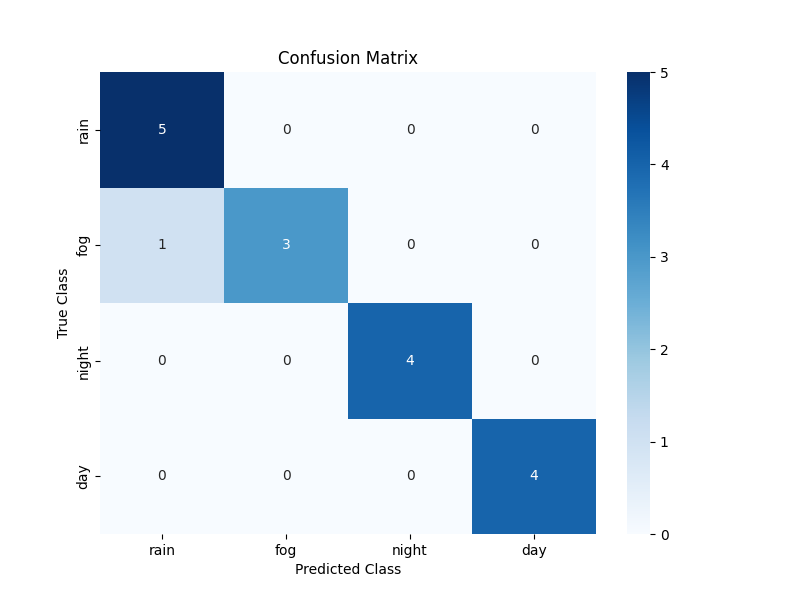 Confusion Matrix
True Class
rain 5 0 0 0
fog 1 3 0 0
night 0 0 4 0
day 0 0 0 4
rain fog night day
Predicted Class
5
4
3
2
1
0